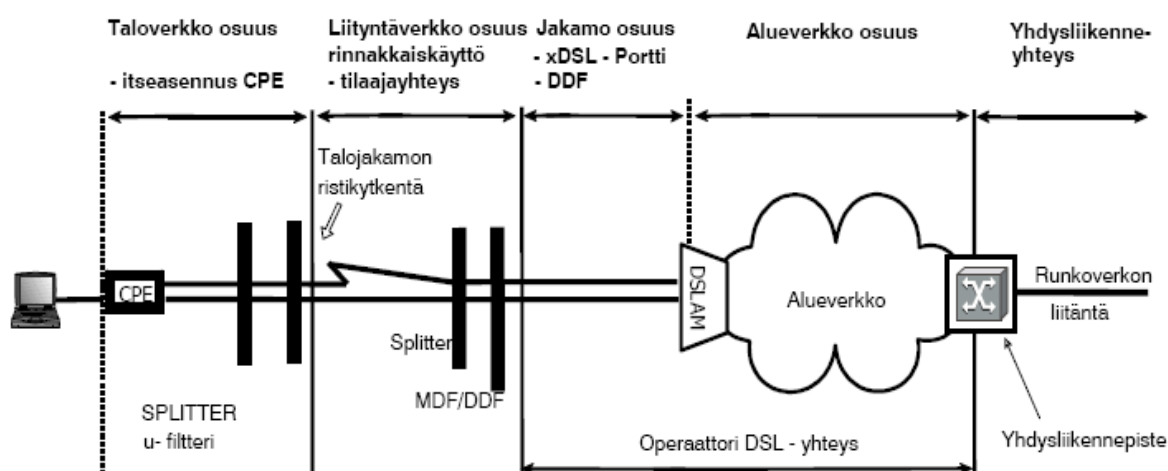 Taloverkko osuus
- itseasennus CPE
Liityntäverkko osuus
rinnakkaiskäyttö
- tilaajayhteys
Jakamo osuus
- xDSL - Portti
- DDF
Alueverkko osuus
Yhdysliikenne-
yhteys
Talojakamon
ristikytkentä
CPE
Splitter
MDF/DDF
DSLAM
Alueverkko
Runkoverkon
liitäntä
SPLITTER
u- filtteri
Operaattori DSL - yhteys
Yhdysliikennepiste